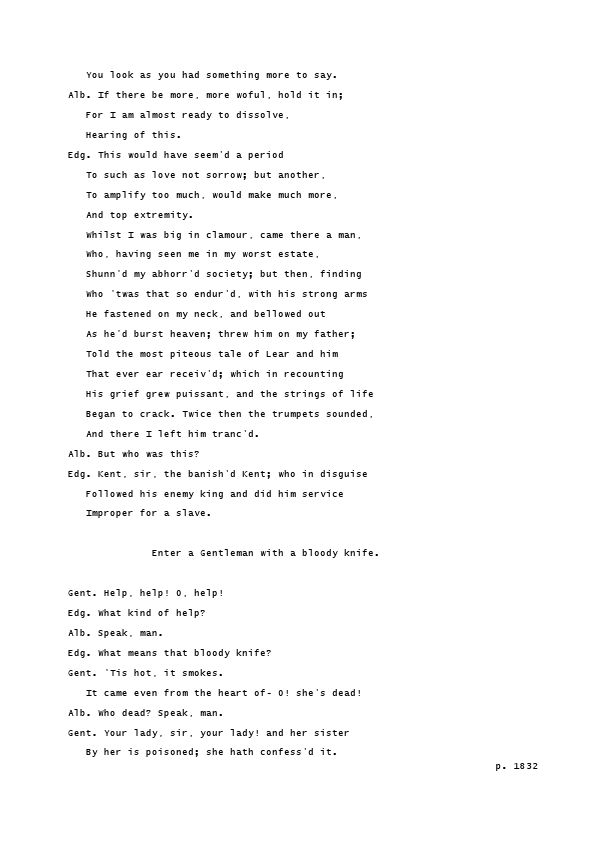 You look as you had something more to say.
Alb. If there be more, more woful, hold it in;
For I am almost ready to dissolve,
Hearing of this.
Edg. This would have seem'd a period
To such as love not sorrow; but another,
To amplify too much, would make much more,
And top extremity.
Whilst I was big in clamour, came there a man,
Who, having seen me in my worst estate,
Shunn'd my abhorr'd society; but then, finding
Who 'twas that so endur'd, with his strong arms
He fastened on my neck, and bellowed out
As he'd burst heaven; threw him on my father;
Told the most piteous tale of Lear and him
That ever ear receiv'd; which in recounting
His grief grew puissant, and the strings of life
Began to crack. Twice then the trumpets sounded,
And there I left him tranc'd.
Alb. But who was this?
Edg. Kent, sir, the banish'd Kent; who in disguise
Followed his enemy king and did him service
Improper for a slave.
Enter a Gentleman with a bloody knife.
Gent. Help, help! O, help!
Edg. What kind of help?
Alb. Speak, man.
Edg. What means that bloody knife?
Gent. 'Tis hot, it smokes.
It came even from the heart of- O! she's dead!
Alb. Who dead? Speak, man.
Gent. Your lady, sir, your lady! and her sister
By her is poisoned; she hath confess'd it.
p. 1832